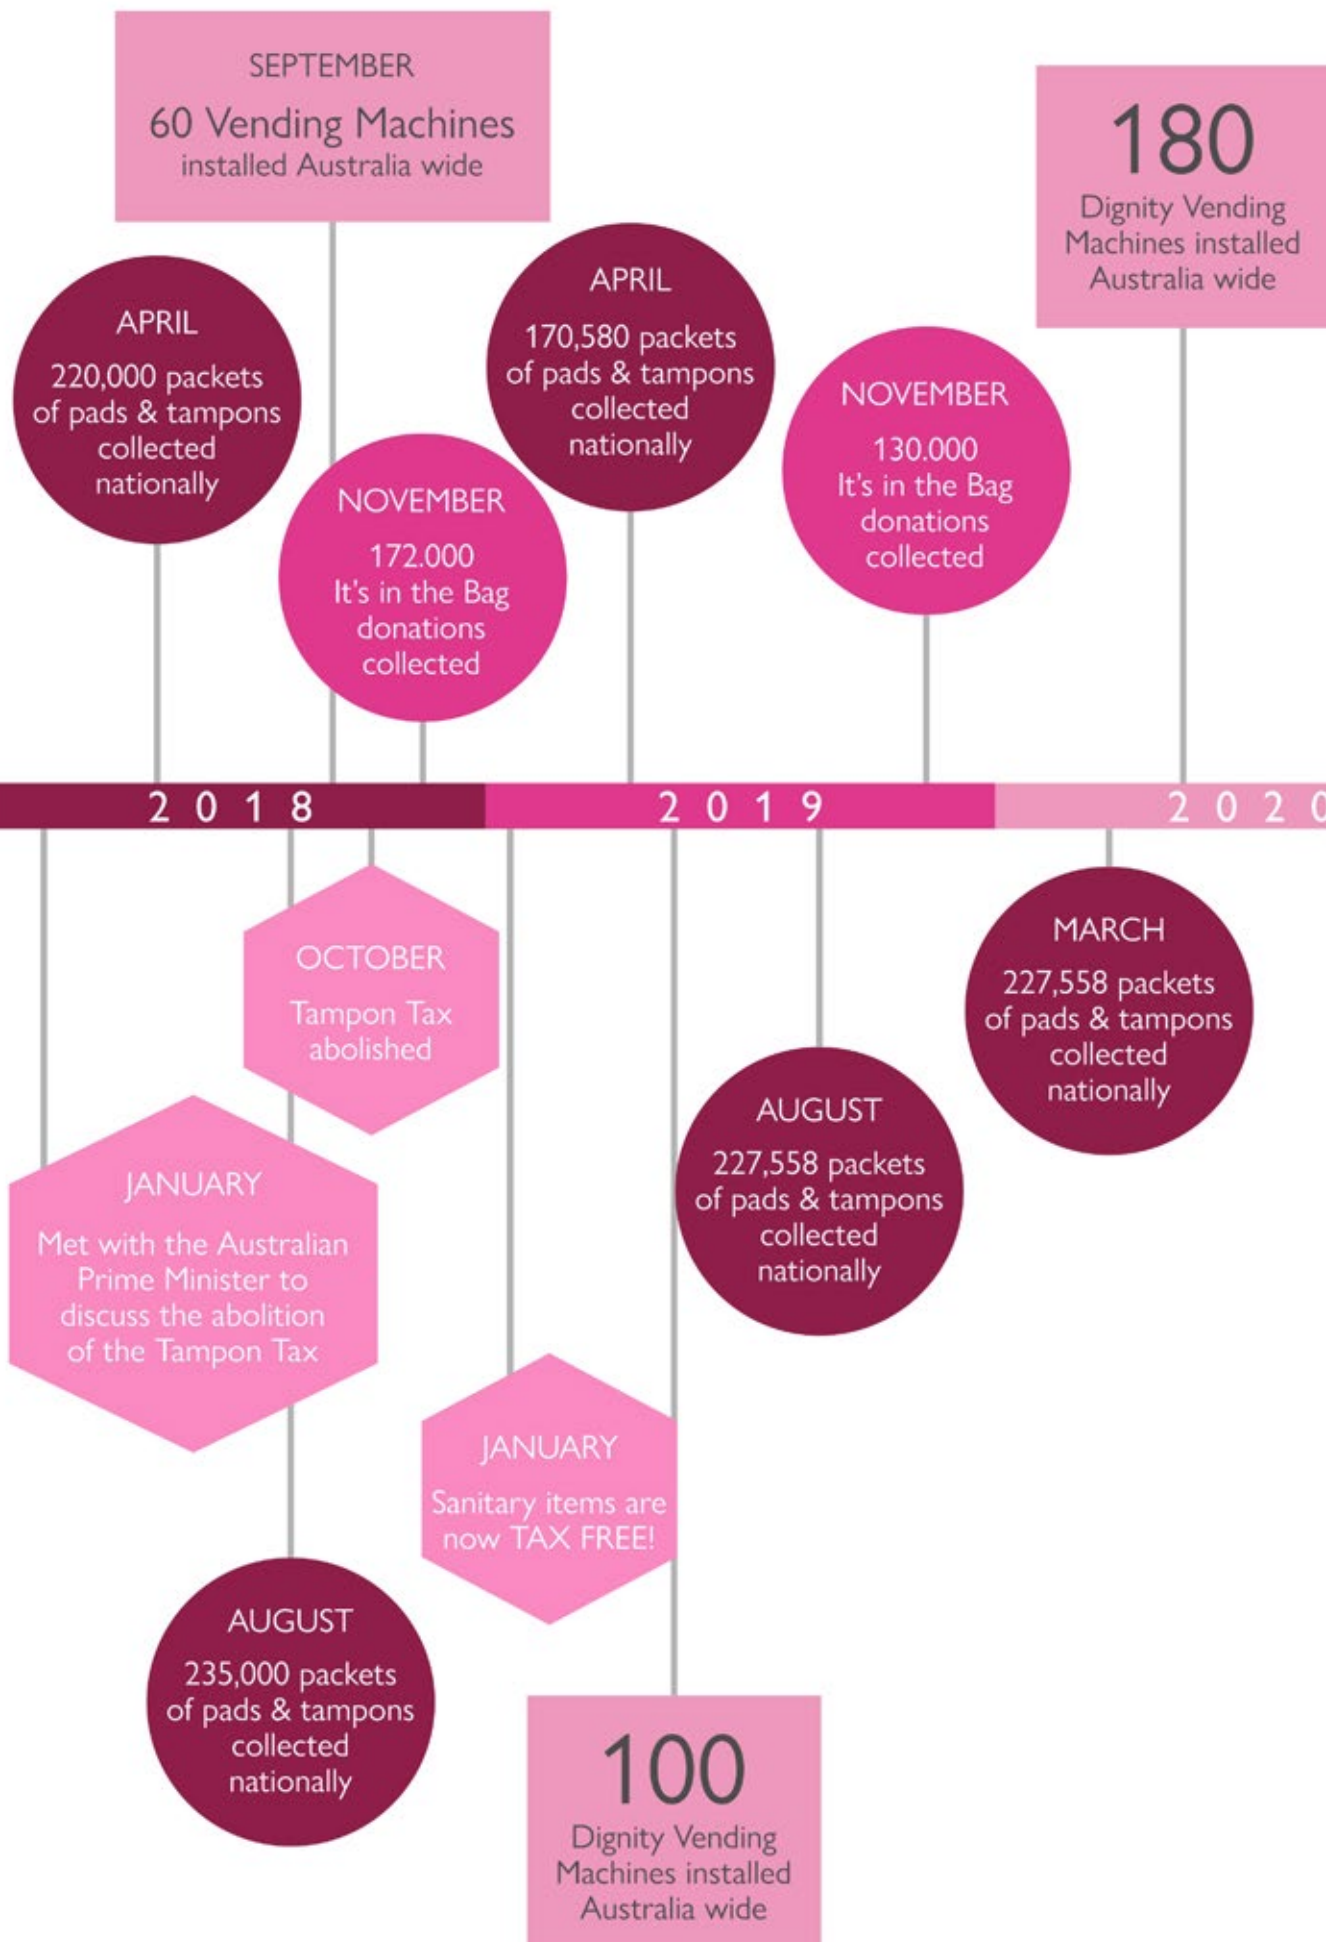 SEPTEMBER
60 Vending Machines
installed Australia wide
180
Dignity Vending
Machines installed
Australia wide
APRIL
220,000 packets
of pads & tampons
collected
nationally
APRIL
170,580 packets
of pads & tampons
collected
nationally
NOVEMBER
172.000
It's in the Bag
donations
collected
NOVEMBER
130.000
It's in the Bag
donations
collected
2018
2019
2020
OCTOBER
Tampon Tax
abolished
MARCH
227,558 packets
of pads & tampons
collected
nationally
JANUARY
Met with the Australian
Prime Minister to
discuss the abolition
of the Tampon Tax
AUGUST
227,558 packets
of pads & tampons
collected
nationally
JANUARY
Sanitary items are
now TAX FREE!
AUGUST
235,000 packets
of pads & tampons
collected
nationally
100
Dignity Vending
Machines installed
Australia wide